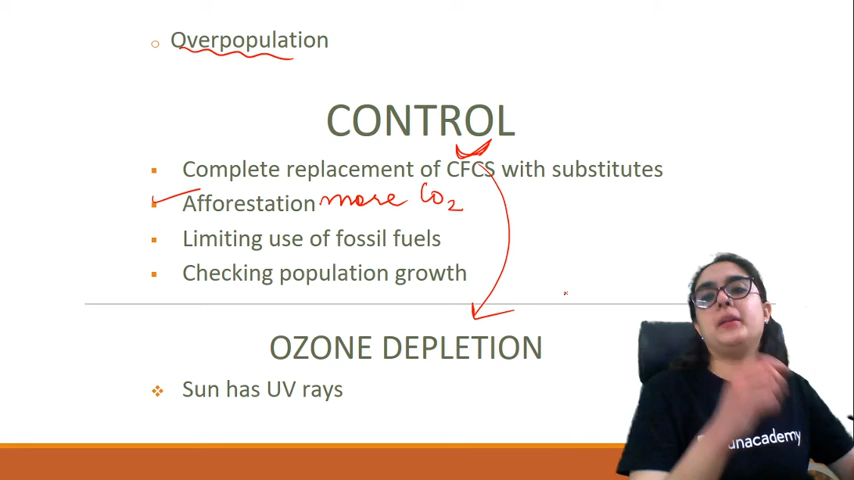 Overpopulation
CONTROL
Complete replacement of CFCS with substitutes
Afforestation more Co2
Limiting use of fossil fuels
Checking population growth
OZONE DEPLETION
Sun has UV rays
unacademy